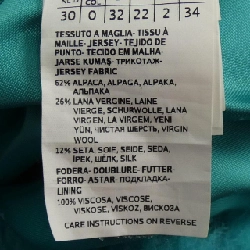 30 0 32 22 2 34
TESSUTO A MAGLIA-TISSU À
MAILLE-JERSEY-TEJIDO DE
PUNTO-TECIDO EM MALHA
JARSE KUMAŞ-ТРИКОТАЖ-
JERSEY FABRIC
62% ALPACA, ALPAGA, ALPAKA,
АЛЬПАКА
26% LANA VERGINE, LAINE
VIERGE, SCHURWOLLE, LANA
VIRGEN, LÃ VIRGEM, YENİ
YÜN, ЧИСТАЯ ШЕРСТЬ, VIRGIN
WOOL
12% SETA, SOIE, SEIDE, SEDA,
İPEK, ШЁЛК, SILK
FODERA-DOUBLURE-FUTTER
FORRO-ASTAR-ПОДКЛАДКА-
LINING
100% VISCOSA, VISCOSE,
VISKOSE, VISKOZ, ВИСКОЗА
CARE INSTRUCTIONS ON REVERSE